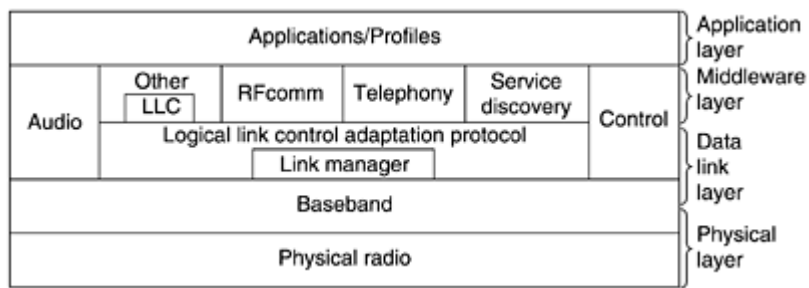 Applications/Profiles
Application
layer
Audio
Other
LLC
RFcomm
Telephony
Service
discovery
Control
Middleware
layer
Logical link control adaptation protocol
Link manager
Data
link
layer
Baseband
Physical radio
Physical
layer